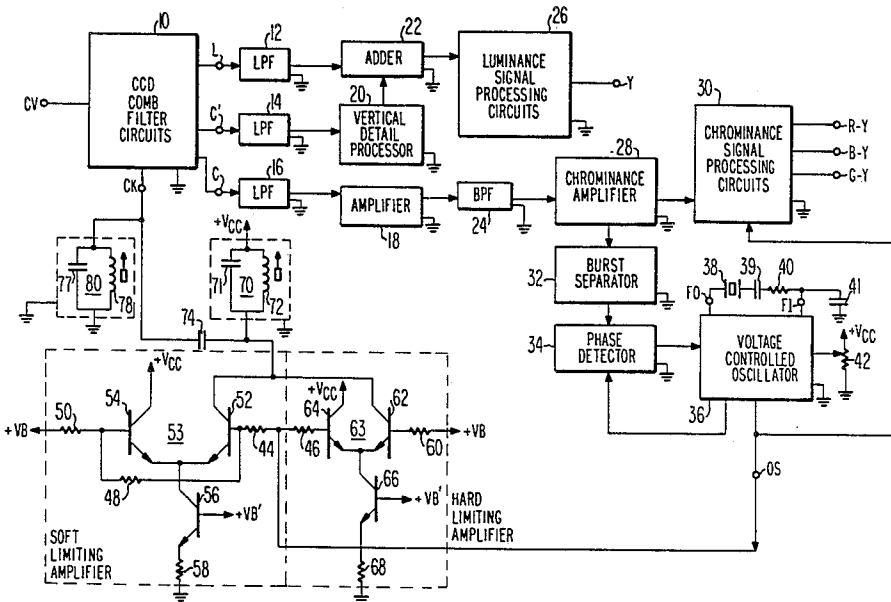 10
CCD
COMB
FILTER
CIRCUITS
CV
L
C'
C
CK
12
LPF
14
LPF
16
LPF
22
ADDER
20
VERTICAL
DETAIL
PROCESSOR
26
LUMINANCE
SIGNAL
PROCESSING
CIRCUITS
Y
AMPLIFIER
18
BPF
24
28
CHROMINANCE
AMPLIFIER
30
CHROMINANCE
SIGNAL
PROCESSING
CIRCUITS
R-Y
B-Y
G-Y
32
BURST
SEPARATOR
34
PHASE
DETECTOR
38
39
40
41
FO
FI
VOLTAGE
CONTROLLED
OSCILLATOR
36
+VCC
42
OS
77
80
78
+VCC
71
70
72
74
+VCC
50
54
53
52
44
+VB
48
56
+VB'
58
SOFT
LIMITING
AMPLIFIER
+VCC
64
63
62
46
60
+VB
66
+VB'
68
HARD
LIMITING
AMPLIFIER